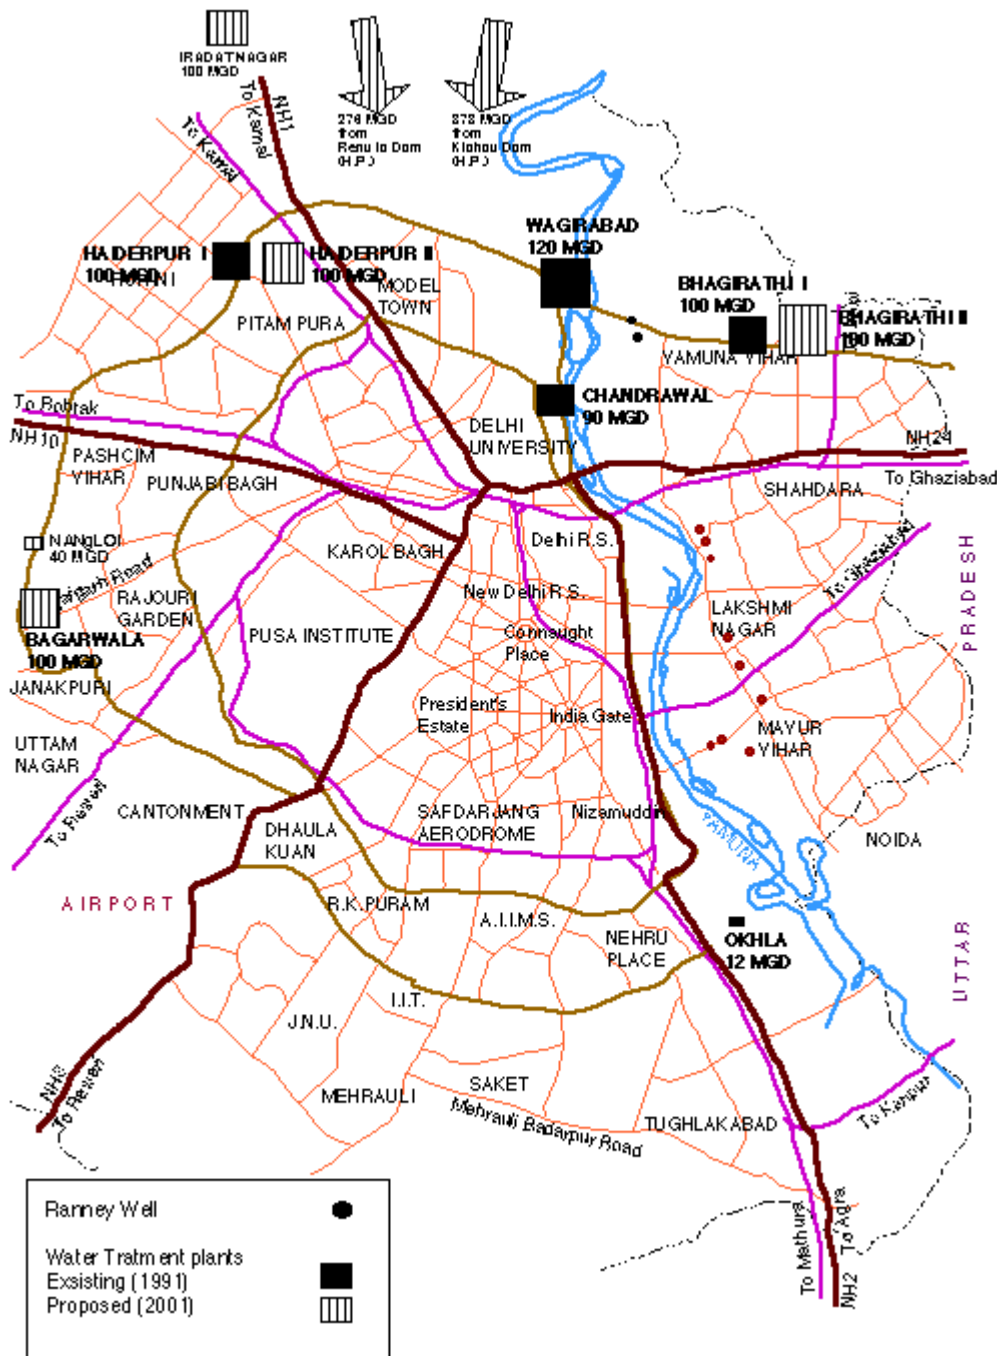 IRADATNAGAR
100 MGD
NH1
To Karnal
To Karnal
276 MGD
from
Renula Dam
(H.P.)
878 MGD
from
Kishou Dam
(H.P.)
WAGIRABAD
120 MGD
HAIDERPUR I
100 MGD
HAIDERPUR II
100 MGD
ROHINI
MODEL
TOWN
BHAGIRATHI I
100 MGD
BHAGIRATHI II
100 MGD
PITAM PURA
YAMUNA VIHAR
CHANDRAWAL
90 MGD
To Rohtak
NH10
DELHI
UNIVERSITY
NH24
To Ghaziabad
PASHCIM
VIHAR
PUNJABI BAGH
SHAHDARA
NANGLOI
40 MGD
KAROL BAGH
Delhi R.S.
To Ghaziabad
RAJOURI
GARDEN
New Delhi R.S.
LAKSHMI
NAGAR
PRADESH
BAGARWALA
100 MGD
PUSA INSTITUTE
Connaught
Place
JANAKPURI
President's
Estate
India Gate
MAYUR
VIHAR
UTTAM
NAGAR
To Rewari
CANTONMENT
SAFDARJANG
AERODROME
Nizamuddin
DHAULA
KUAN
YAMUNA
NOIDA
AIRPORT
R.K.PURAM
A.I.I.M.S.
NEHRU
PLACE
OKHLA
12 MGD
UTTAR
I.I.T.
J.N.U.
NH8
To Rewari
MEHRAULI
SAKET
Mehrauli Badarpur Road
TUGHLAKABAD
To Kanpur
To Mathura
To Agra
NH2
Ranney Well
Water Tratment plants
Exsisting (1991)
Proposed (2001)